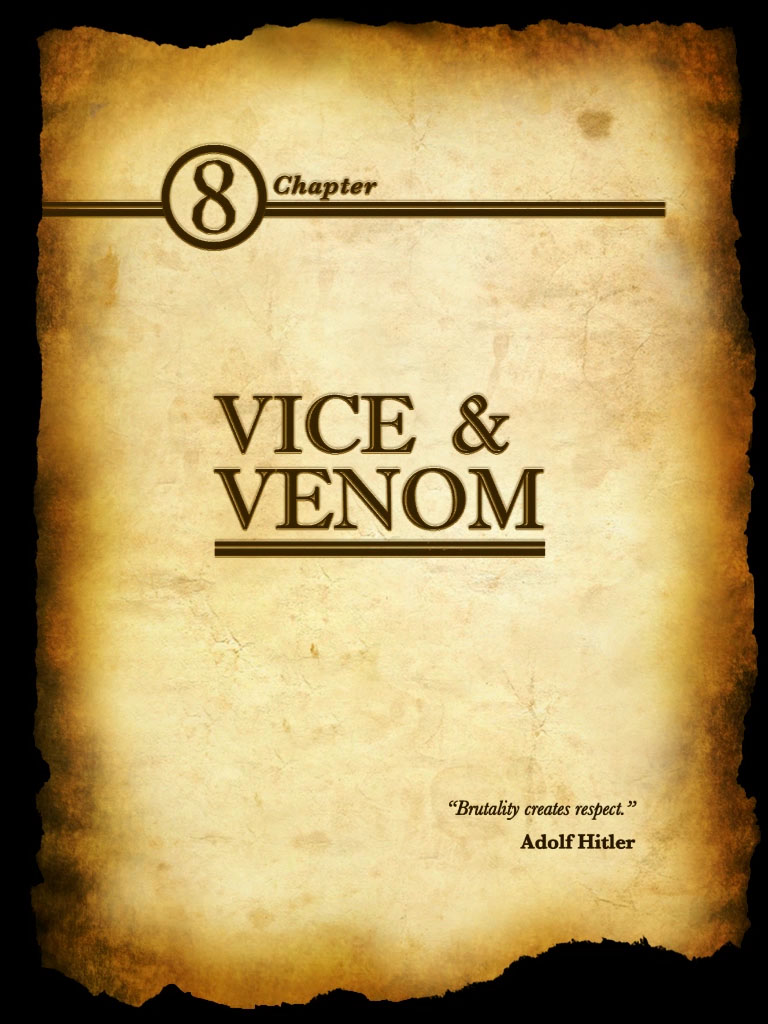 8 Chapter
VICE &
VENOM
“Brutality creates respect.”
Adolf Hitler